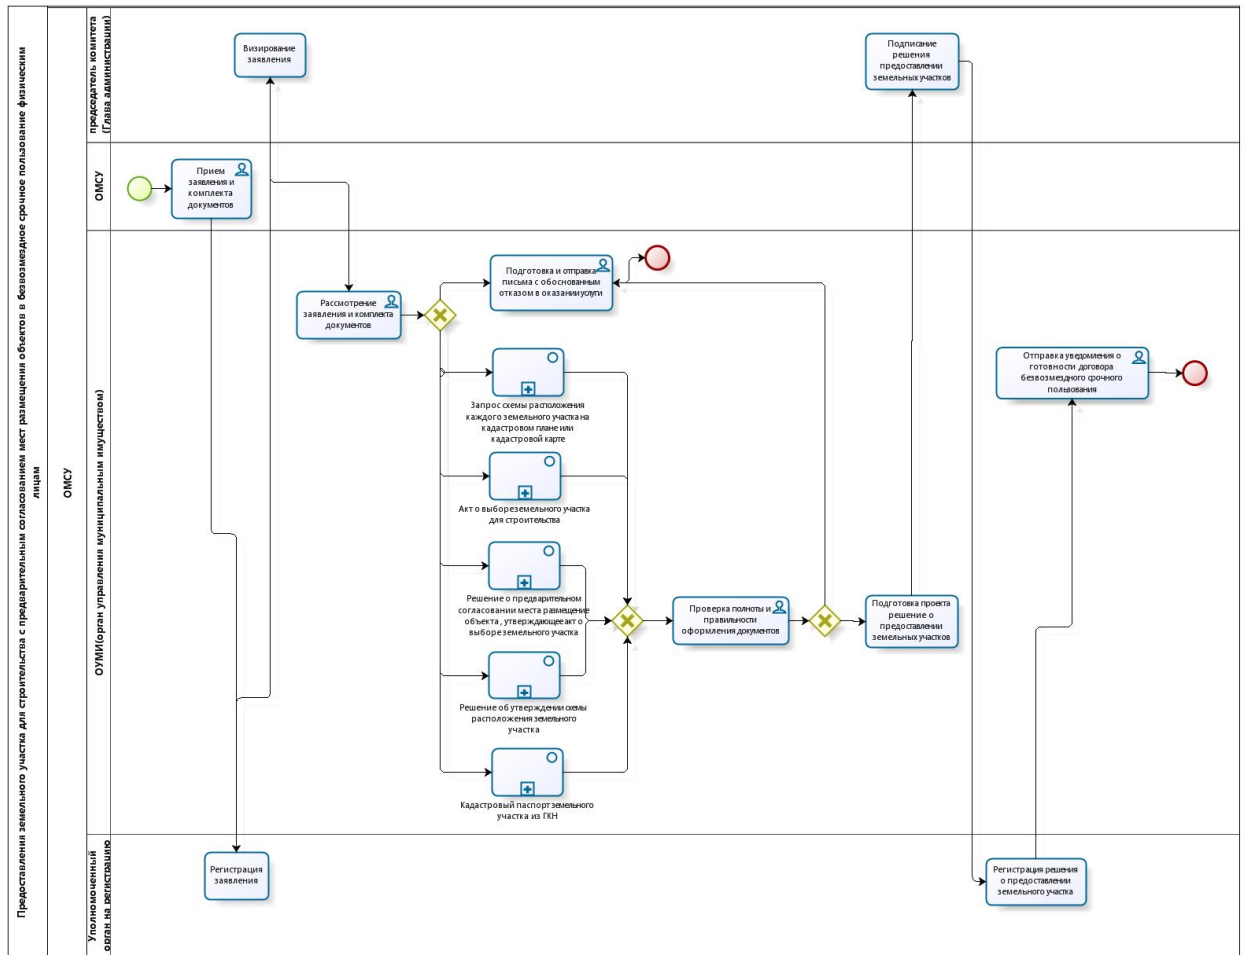 Предоставления земельного участка для строительства с предварительным согласованием мест размещения объектов в безвозмездное срочное пользование физическим
лицам
ОМСУ
председатель комитета
(Глава администрации)
Визирование
заявления
Подписание
решения
предоставлении
земельных участков
ОМСУ
Прием
заявления и
комплекта
документов
ОУМИ(орган управления муниципальным имуществом)
Рассмотрение
заявления и комплекта
документов
Подготовка и отправка
письма с обоснованным
отказом в оказании услуги
Запрос схемы расположения
каждого земельного участка на
кадастровом плане или
кадастровой карте
Акт о выборе земельного участка
для строительства
Решение о предварительном
согласовании места размещение
объекта, утверждающее акт о
выборе земельного участка
Решение об утверждении схемы
расположения земельного
участка
Кадастровый паспорт земельного
участка из ГКН
Проверка полноты и
правильности
оформления документов
Подготовка проекта
решение о
предоставлении
земельных участков
Отправка уведомления о
готовности договора
безвозмездного срочного
пользования
Уполномоченный
орган на регистрацию
Регистрация
заявления
Регистрация решения
о предоставлении
земельного участка